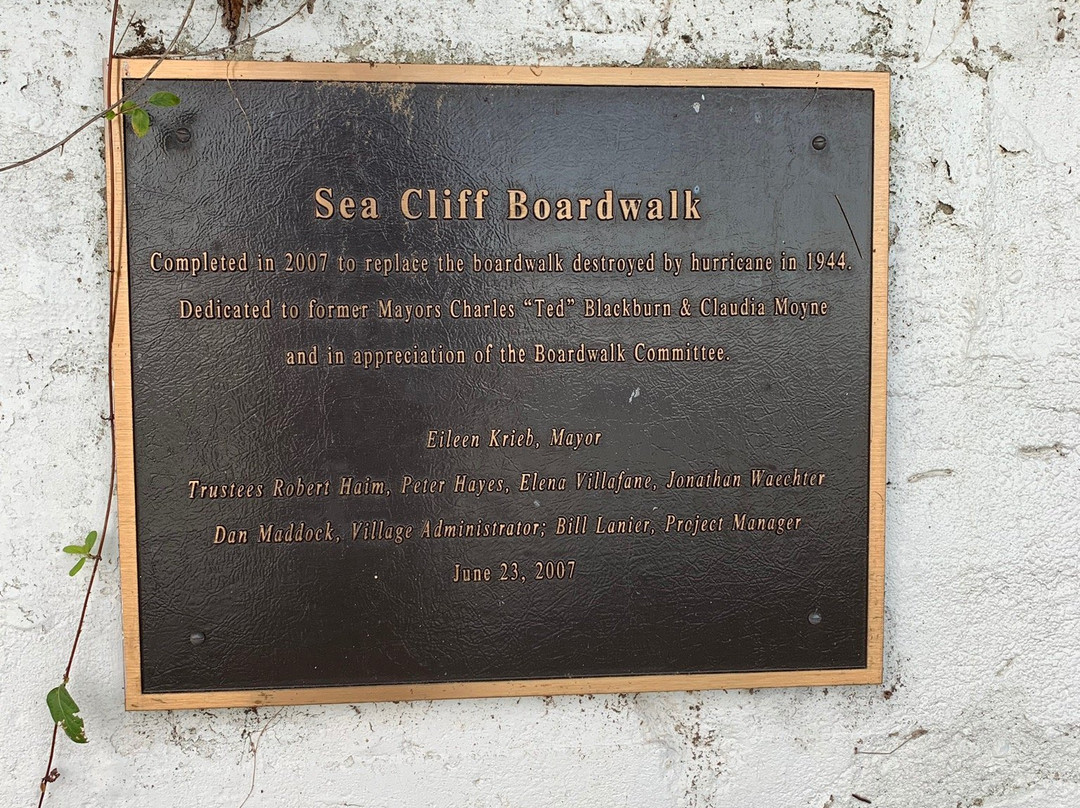 Sea Cliff Boardwalk
Completed in 2007 to replace the boardwalk destroyed by hurricane in 1944.
Dedicated to former Mayors Charles “Ted” Blackburn & Claudia Moyne
and in appreciation of the Boardwalk Committee.
Eileen Krieb, Mayor
Trustees Robert Haim, Peter Hayes, Elena Villafane, Jonathan Waechter
Dan Maddock, Village Administrator; Bill Lanier, Project Manager
June 23, 2007